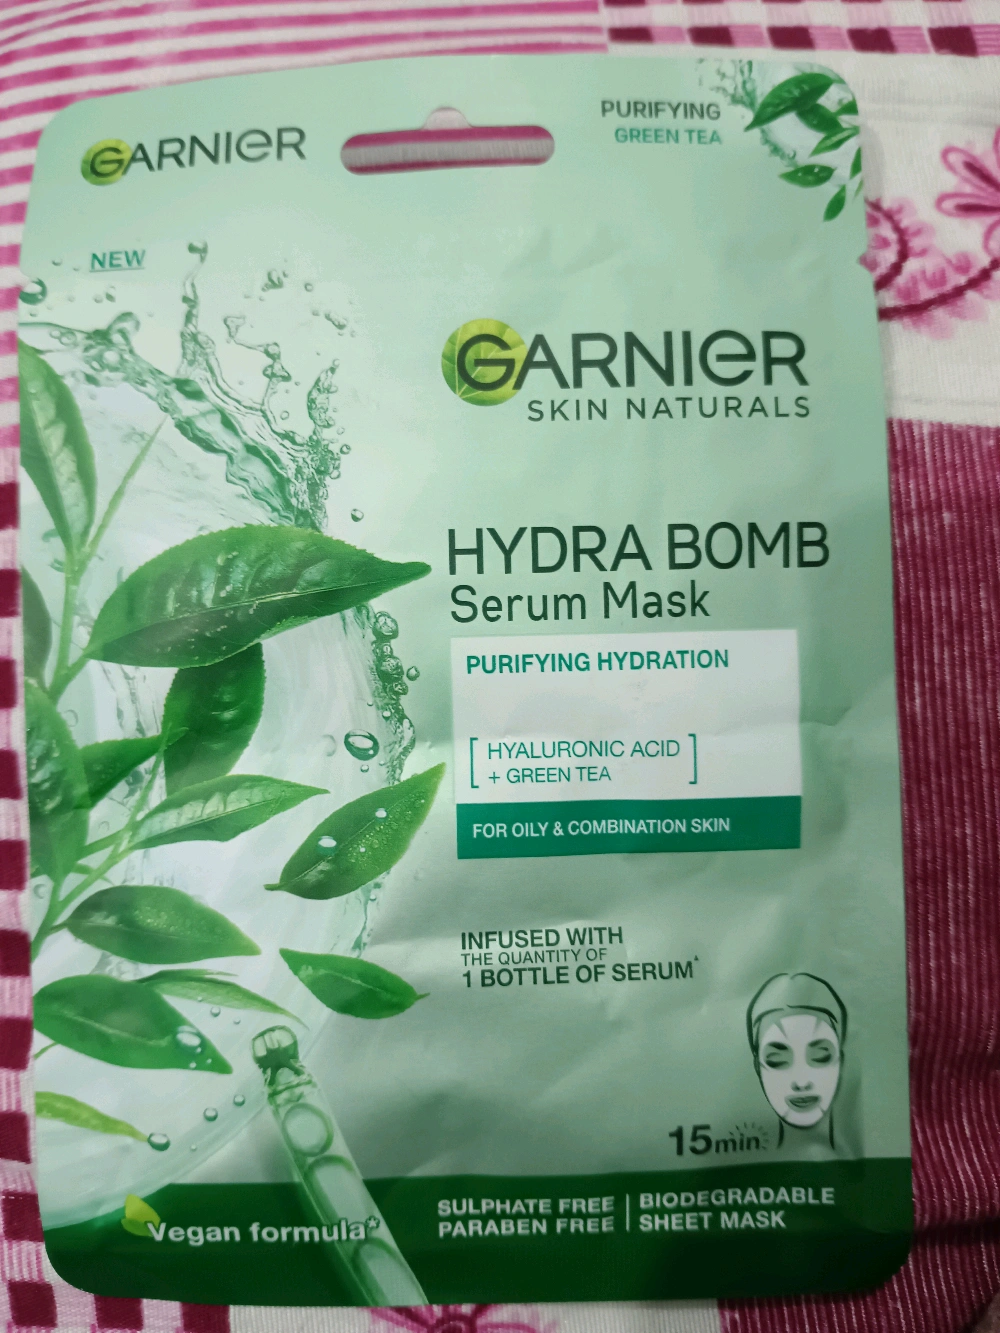 GARNIER
PURIFYING
GREEN TEA
NEW
GARNIER
SKIN NATURALS
HYDRA BOMB
Serum Mask
PURIFYING HYDRATION
[ HYALURONIC ACID
+ GREEN TEA ]
FOR OILY & COMBINATION SKIN
INFUSED WITH
THE QUANTITY OF
1 BOTTLE OF SERUM▲
15min
Vegan formula*
SULPHATE FREE | BIODEGRADABLE
PARABEN FREE | SHEET MASK